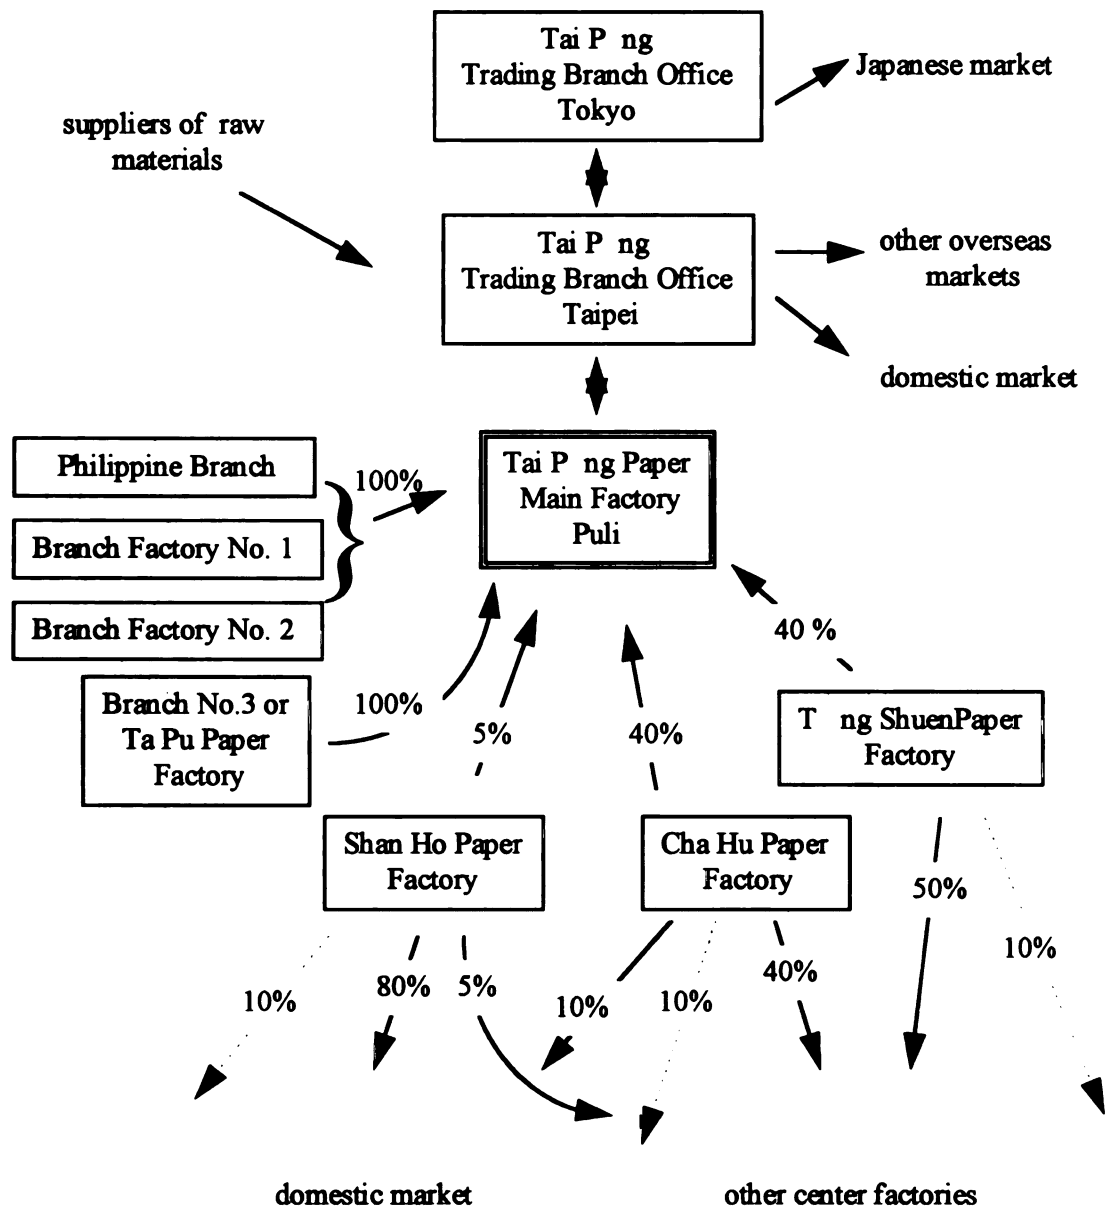 Tai P ng
Trading Branch Office
Tokyo
Japanese market
suppliers of raw
materials
Tai P ng
Trading Branch Office
Taipei
other overseas
markets
domestic market
Philippine Branch
100%
Branch Factory No. 1
Branch Factory No. 2
Tai P ng Paper
Main Factory
Puli
40 %
Branch No.3 or
Ta Pu Paper
Factory
100%
5%
40%
T ng ShuenPaper
Factory
Shan Ho Paper
Factory
Cha Hu Paper
Factory
50%
10%
10%
80%
5%
10%
10%
40%
domestic market
other center factories